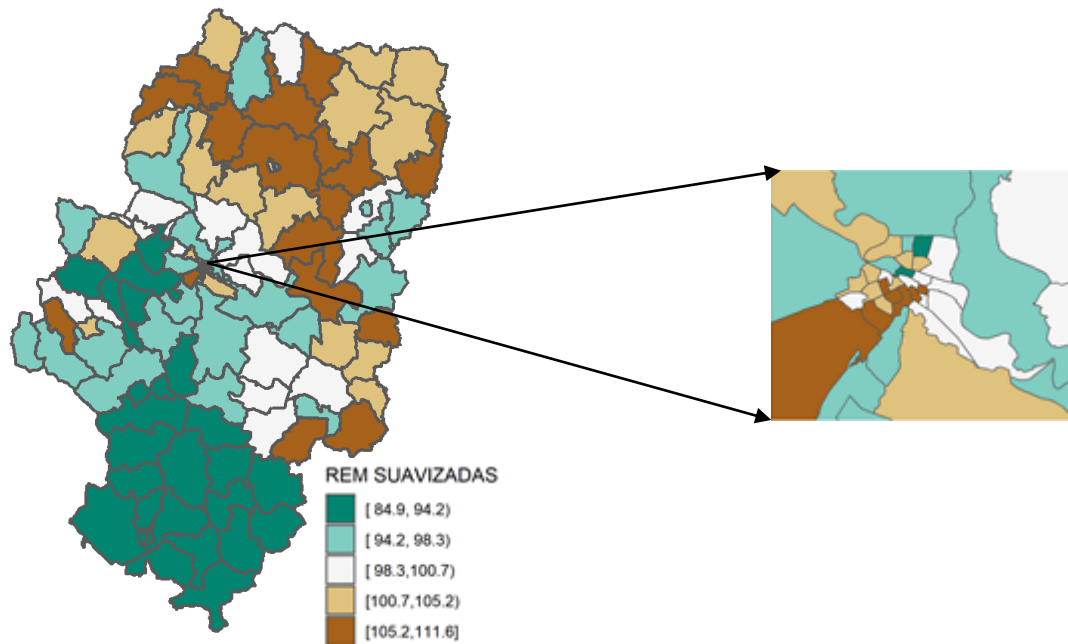 REM SUAVIZADAS
[ 84.9, 94.2)
[ 94.2, 98.3)
[ 98.3,100.7)
[100.7,105.2)
[105.2,111.6]